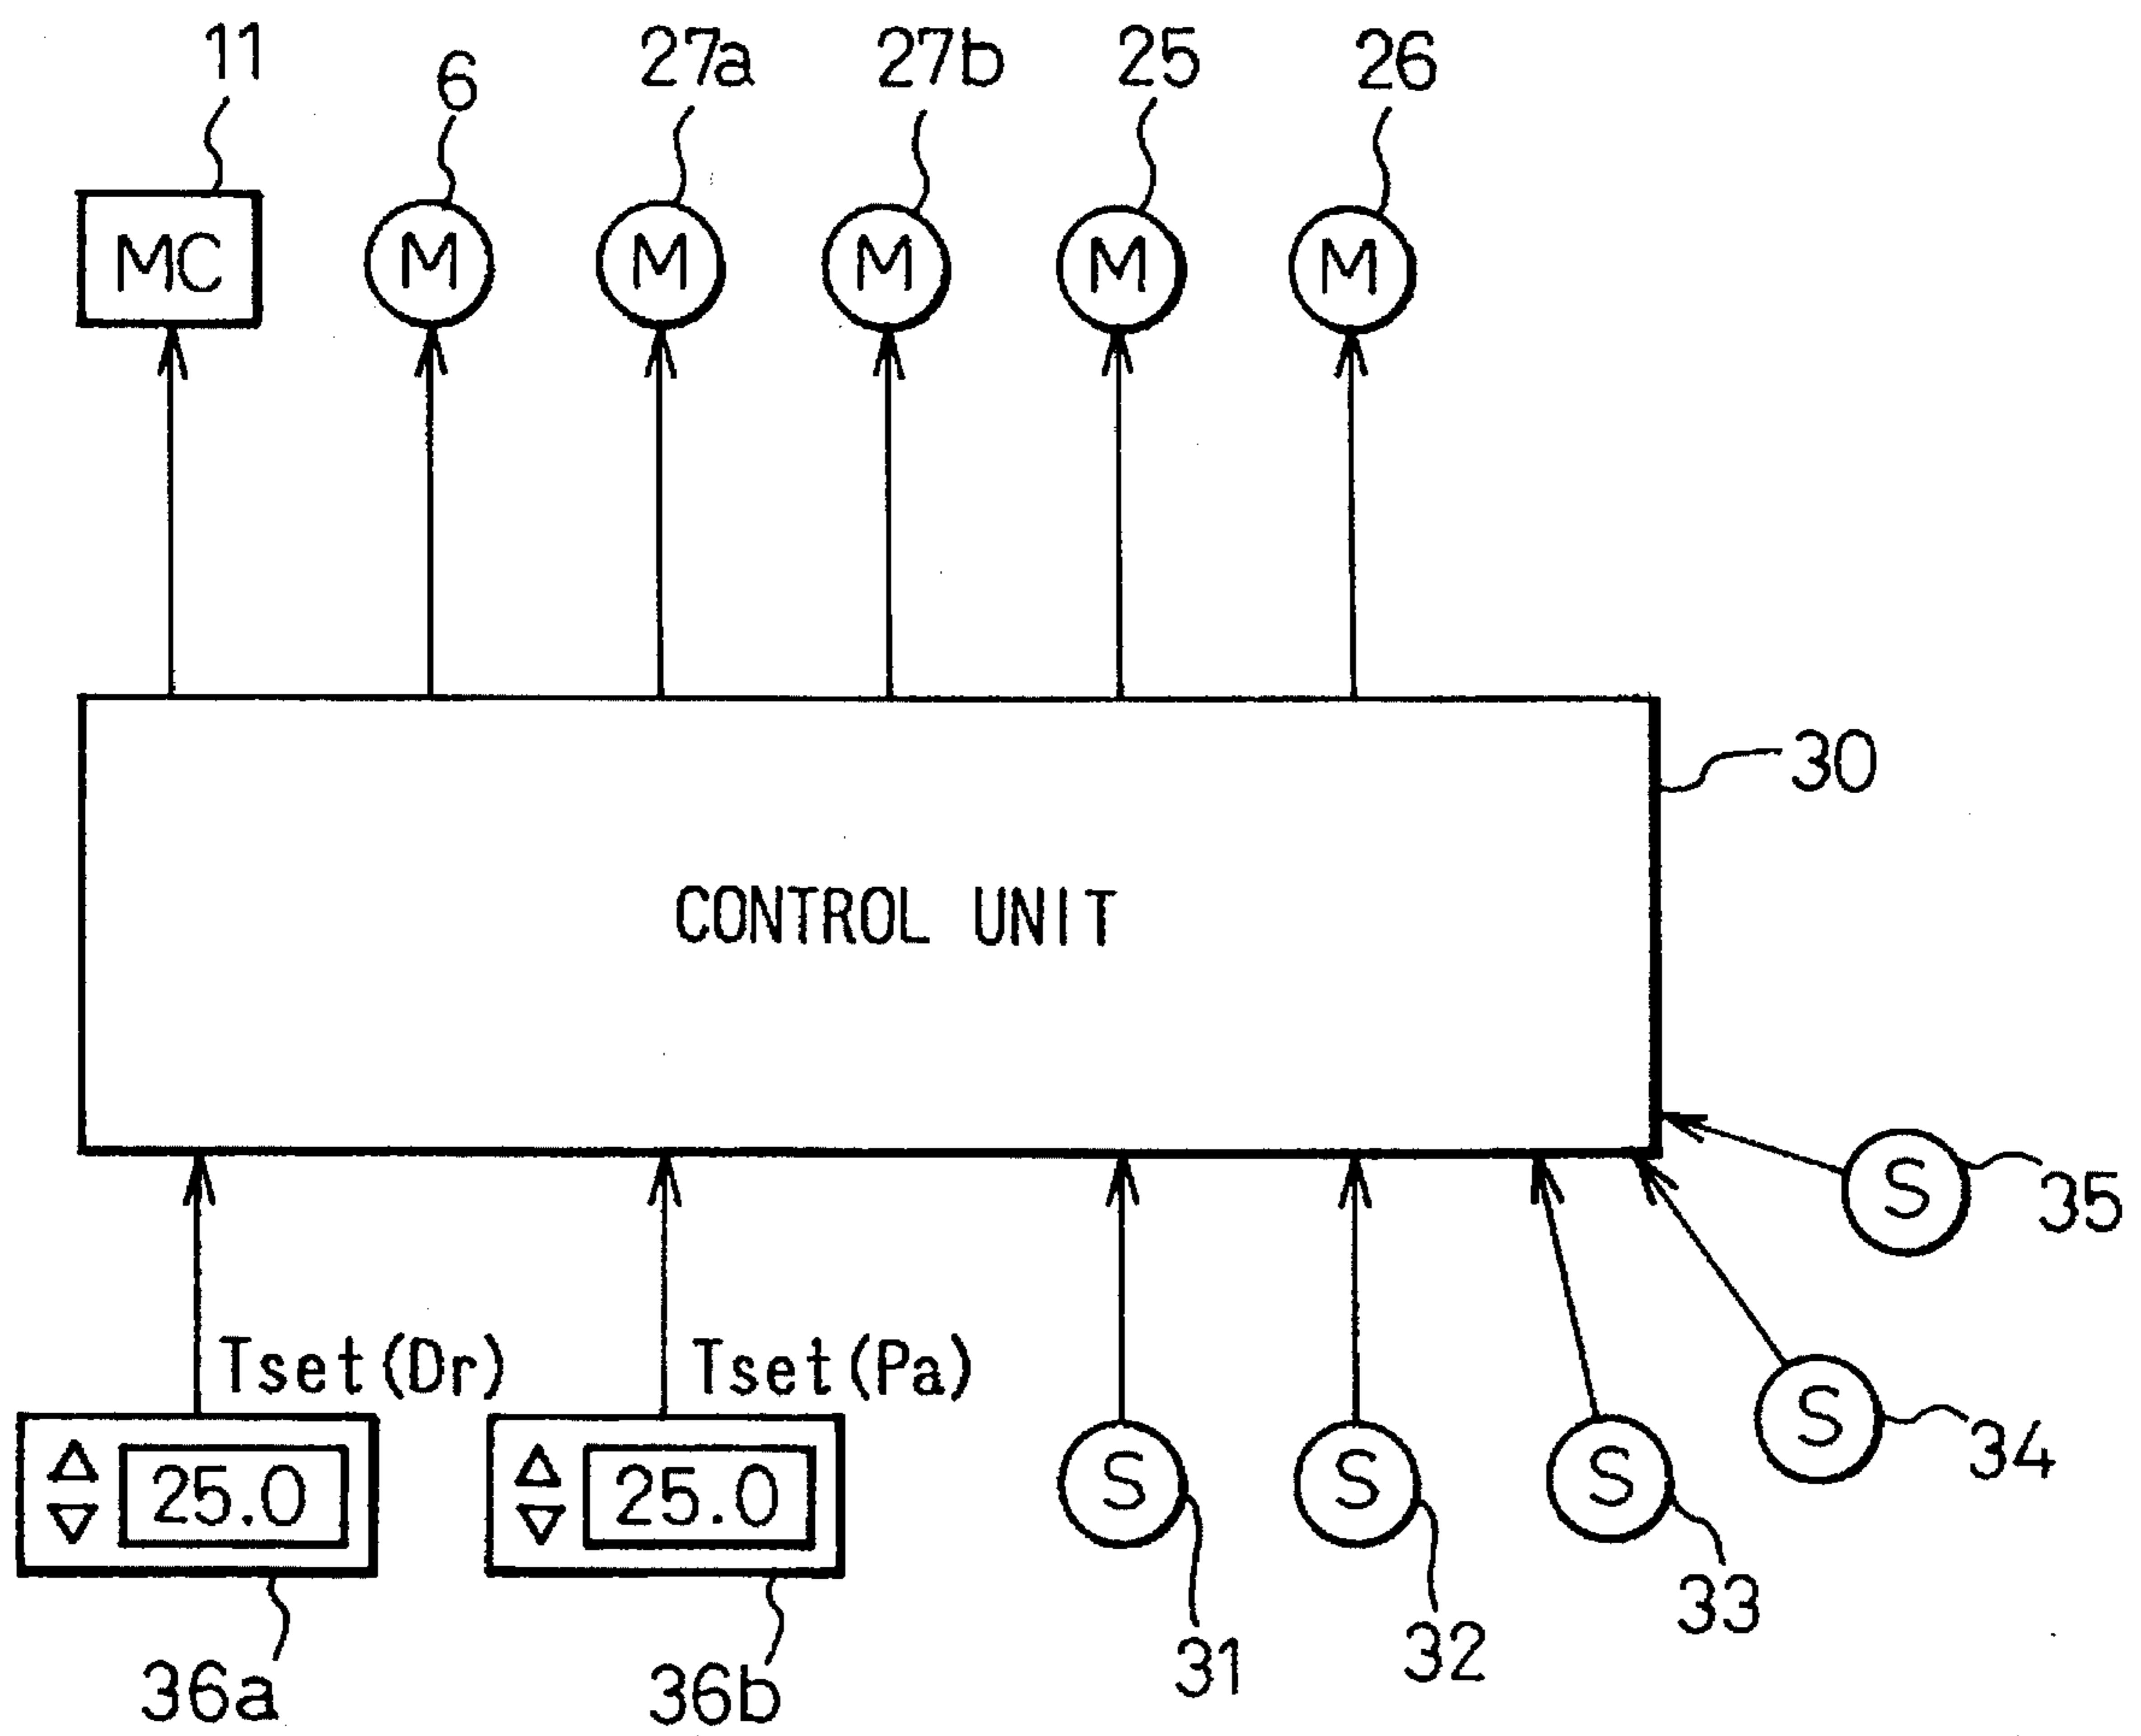 11 6 27a 27b 25 26
MC M M M M M
30
CONTROL UNIT
S 35
Tset(Dr) Tset(Pa)
S 34
25.0 25.0 S S S
33
31 32
36a 36b